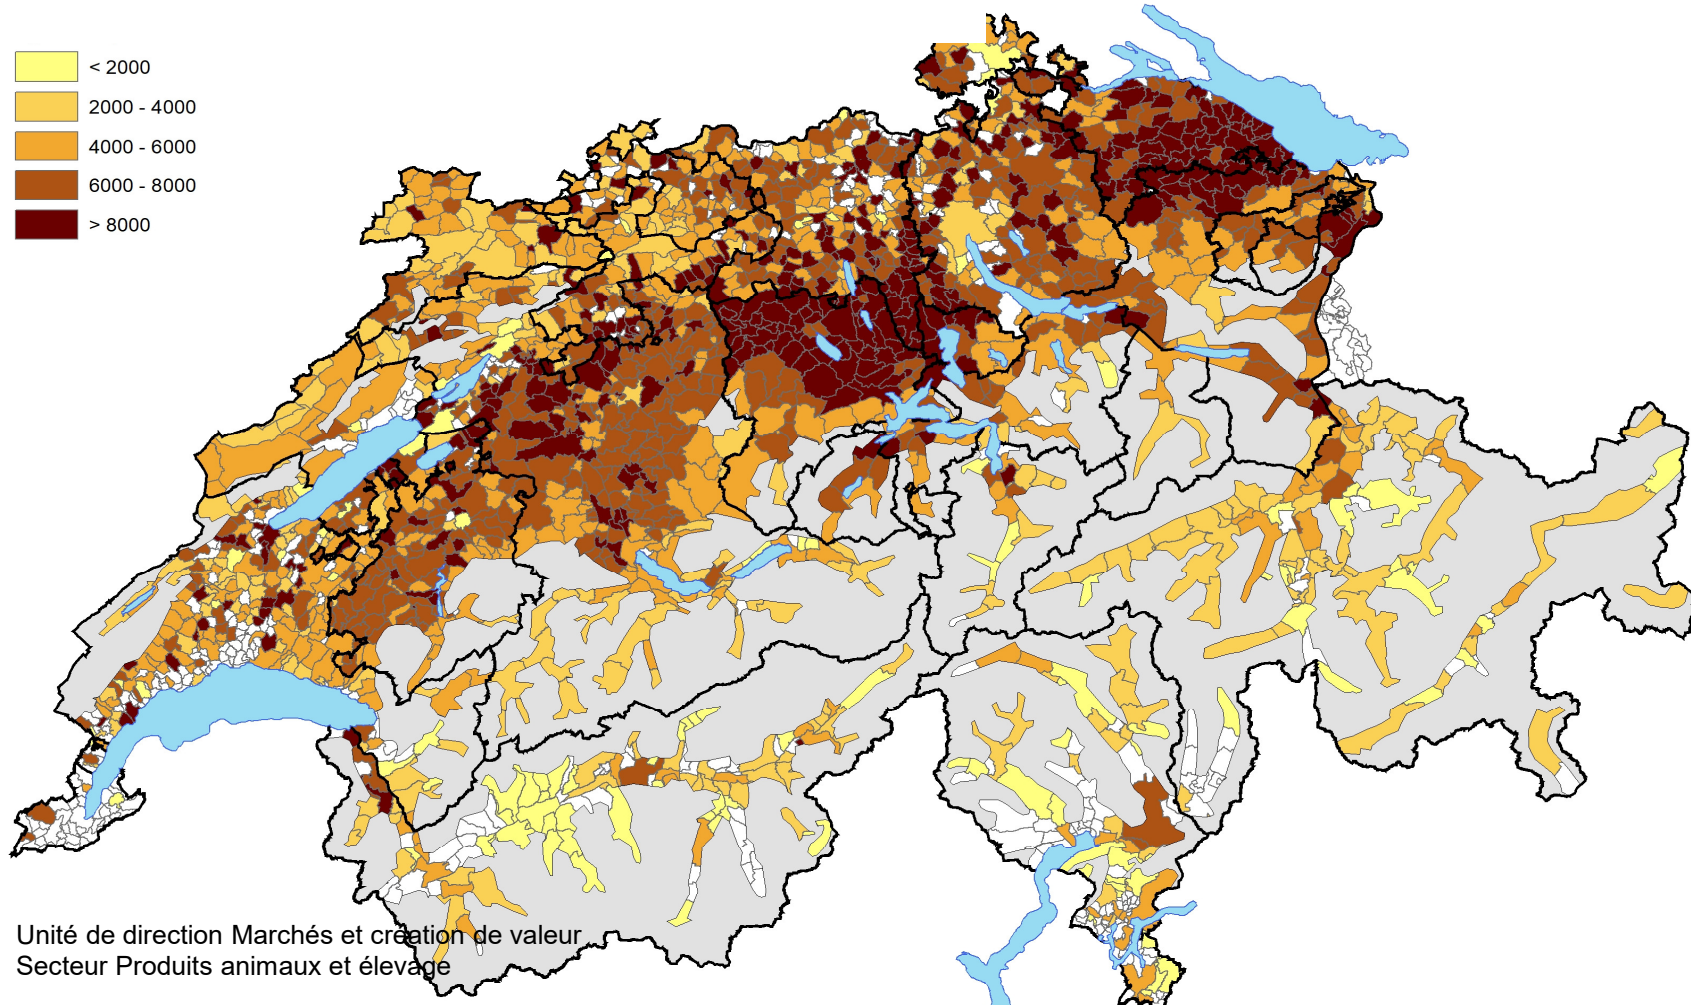 < 2000
2000 - 4000
4000 - 6000
6000 - 8000
> 8000
Unité de direction Marchés et création de valeur
Secteur Produits animaux et élevage